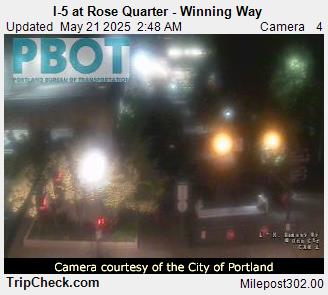 I-5 at Rose Quarter - Winning Way
Updated May 21 2025 2:48 AM Camera 4
PBOT
PORTLAND BUREAU OF TRANSPORTATION
Camera courtesy of the City of Portland
TripCheck.com Milepost302.00